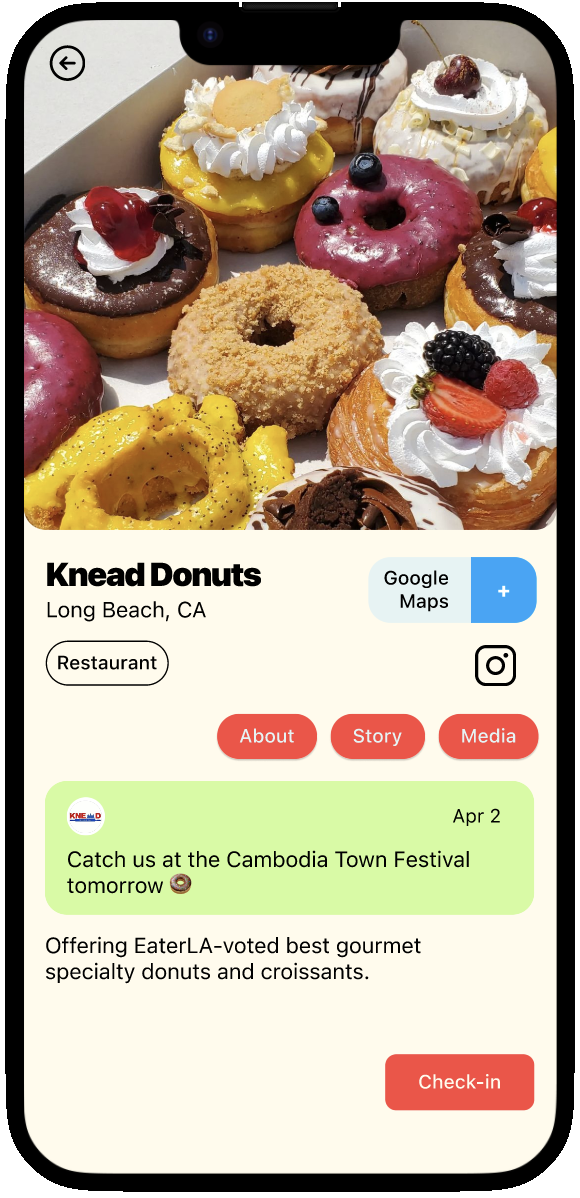 Knead Donuts
Long Beach, CA
Google
Maps
+
Restaurant
About
Story
Media
KNEAD
Apr 2
Catch us at the Cambodia Town Festival
tomorrow 🍩
Offering EaterLA-voted best gourmet
specialty donuts and croissants.
Check-in